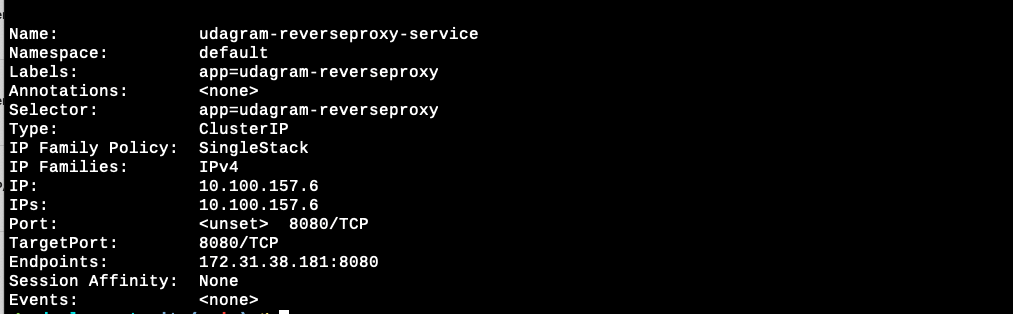 Name: udagram-reverseproxy-service
Namespace: default
Labels: app=udagram-reverseproxy
Annotations: <none>
Selector: app=udagram-reverseproxy
Type: ClusterIP
IP Family Policy: SingleStack
IP Families: IPv4
IP: 10.100.157.6
IPs: 10.100.157.6
Port: <unset> 8080/TCP
TargetPort: 8080/TCP
Endpoints: 172.31.38.181:8080
Session Affinity: None
Events: <none>